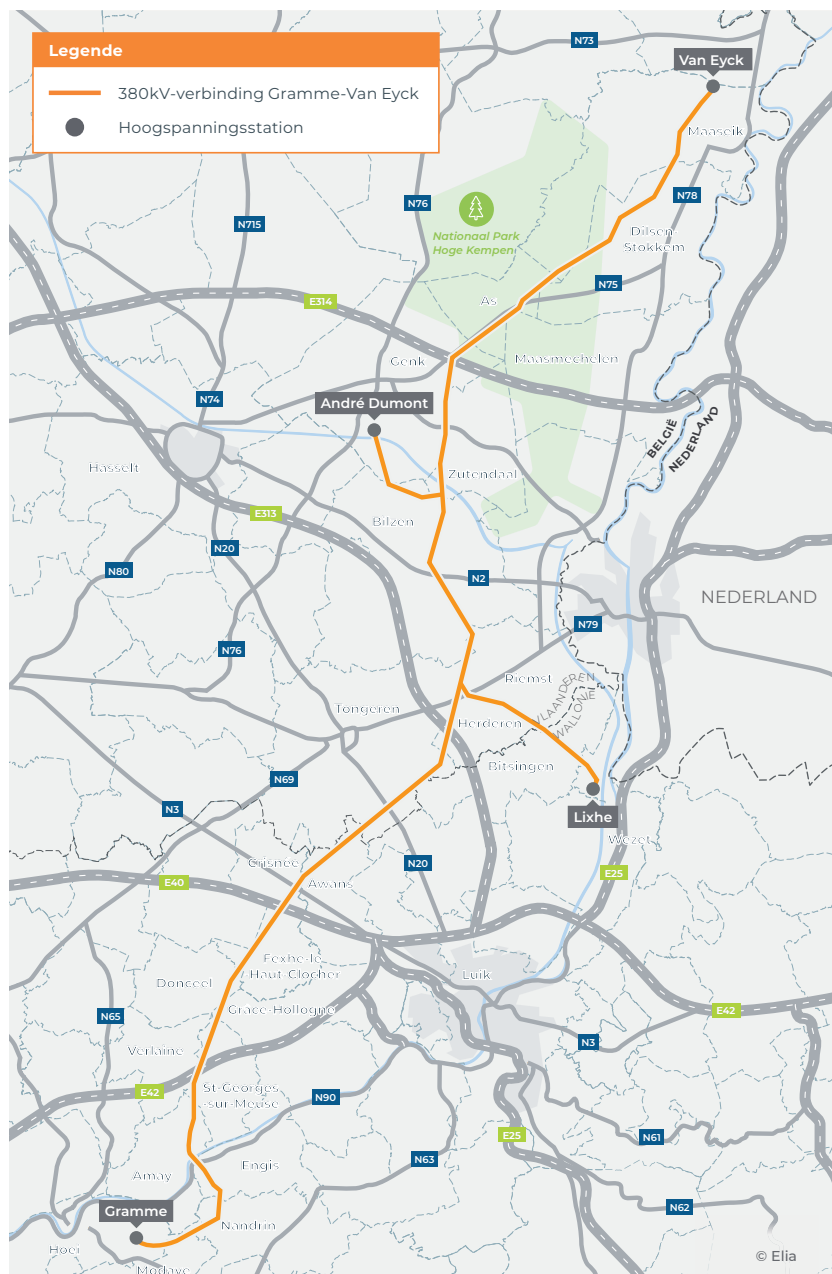 Legende
380kV-verbinding Gramme-Van Eyck
Hoogspanningsstation
N73
Van Eyck
Maaseik
N76
N78
N715
Nationaal Park
Hoge Kempen
Dilsen-
Stokkem
N75
As
E314
Genk
Maasmechelen
N74
André Dumont
BELGIË
NEDERLAND
Hasselt
Zutendaal
E313
Bilzen
N20
N80
N2
NEDERLAND
N79
N76
Riemst
VLAANDEREN
WALLONIË
Tongeren
Herderen
Bitsingen
N69
N3
Lixhe
Wezet
Crisnee
N20
E25
E40
Awans
Fexhe-le
-Haut-Clocher
Luik
Donceel
Grâce-Hollogne
E42
N65
N3
Verlaine
E42
St-Georges
-sur-Meuse
N90
E25
N61
N63
Engis
Amay
N62
Gramme
Nandrin
Hoei
© Elia
Modave